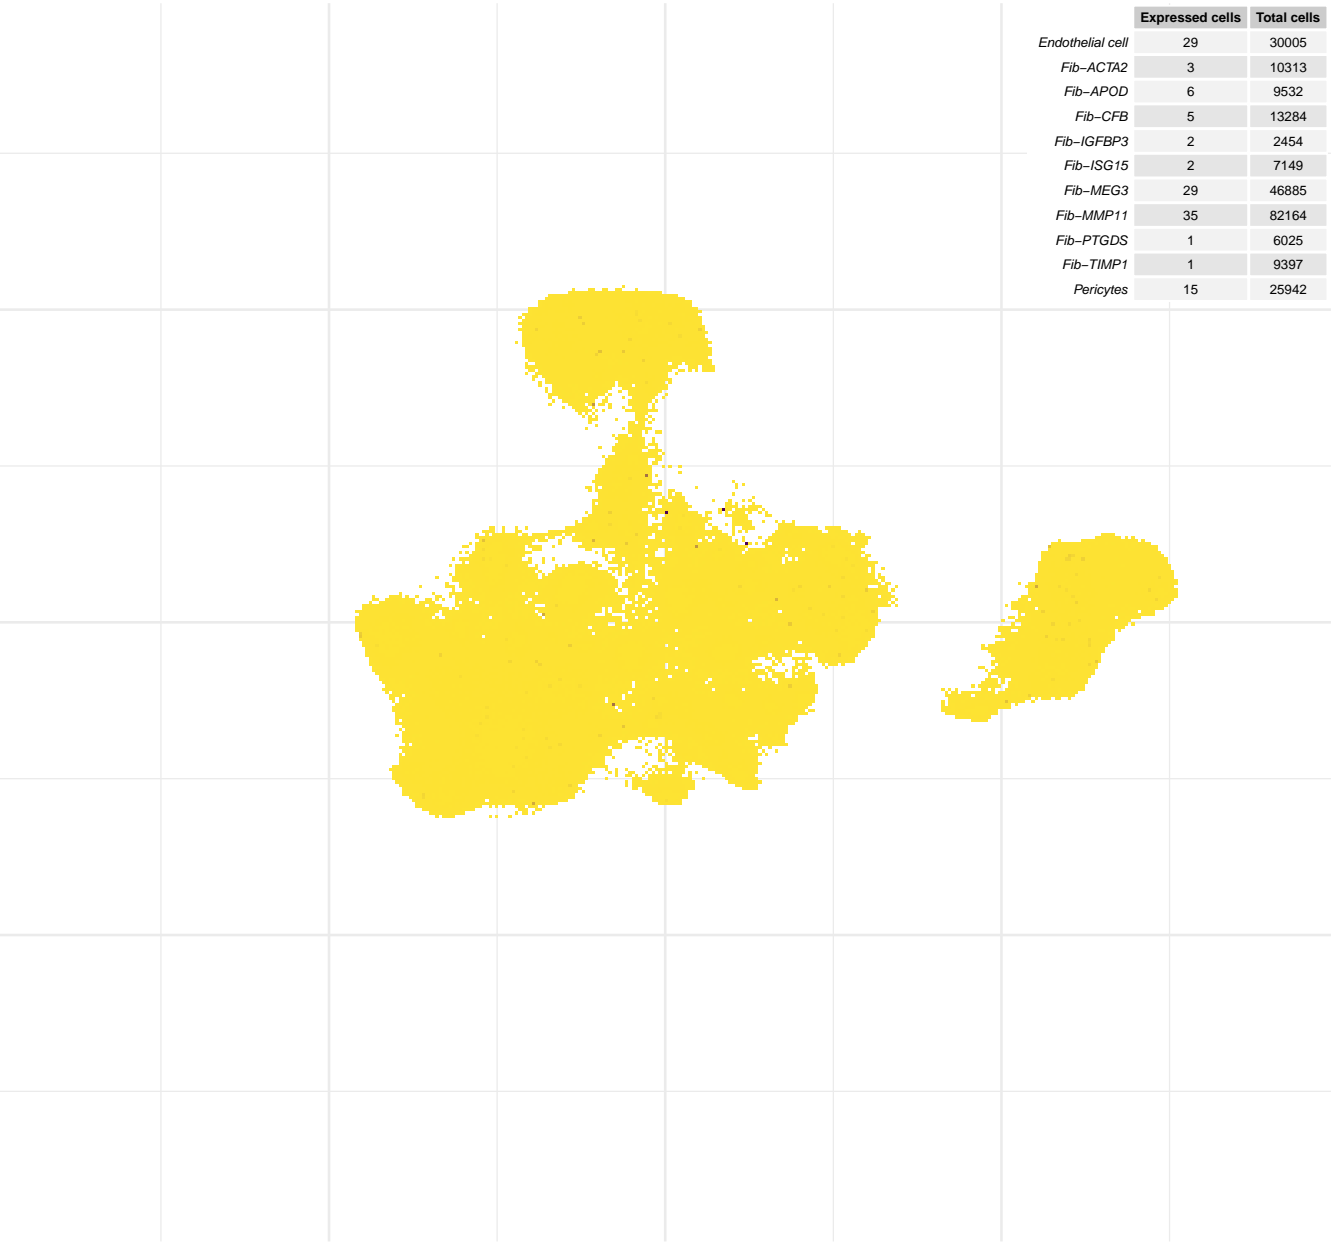 Expressed cells Total cells
Endothelial cell 29 30005
Fib−ACTA2 3 10313
Fib−APOD 6 9532
Fib−CFB 5 13284
Fib−IGFBP3 2 2454
Fib−ISG15 2 7149
Fib−MEG3 29 46885
Fib−MMP11 35 82164
Fib−PTGDS 1 6025
Fib−TIMP1 1 9397
Pericytes 15 25942